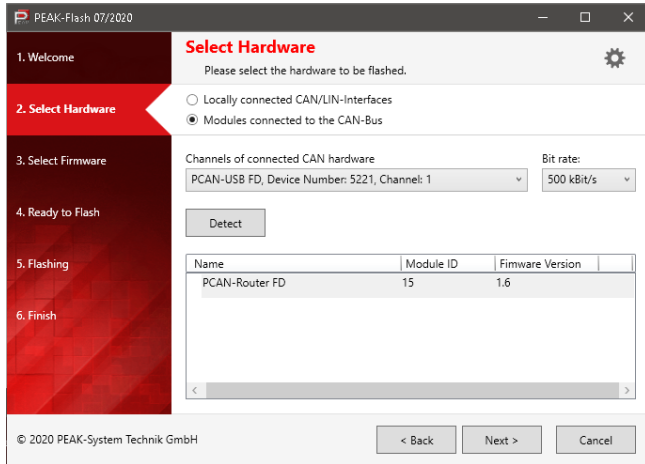 PEAK-Flash 07/2020
1. Welcome
2. Select Hardware
3. Select Firmware
4. Ready to Flash
5. Flashing
6. Finish
Select Hardware
Please select the hardware to be flashed.
Locally connected CAN/LIN-Interfaces
Modules connected to the CAN-Bus
Channels of connected CAN hardware Bit rate:
PCAN-USB FD, Device Number: 5221, Channel: 1 500 kBit/s
Detect
Name Module ID Fimware Version
PCAN-Router FD 15 1.6
© 2020 PEAK-System Technik GmbH < Back Next > Cancel